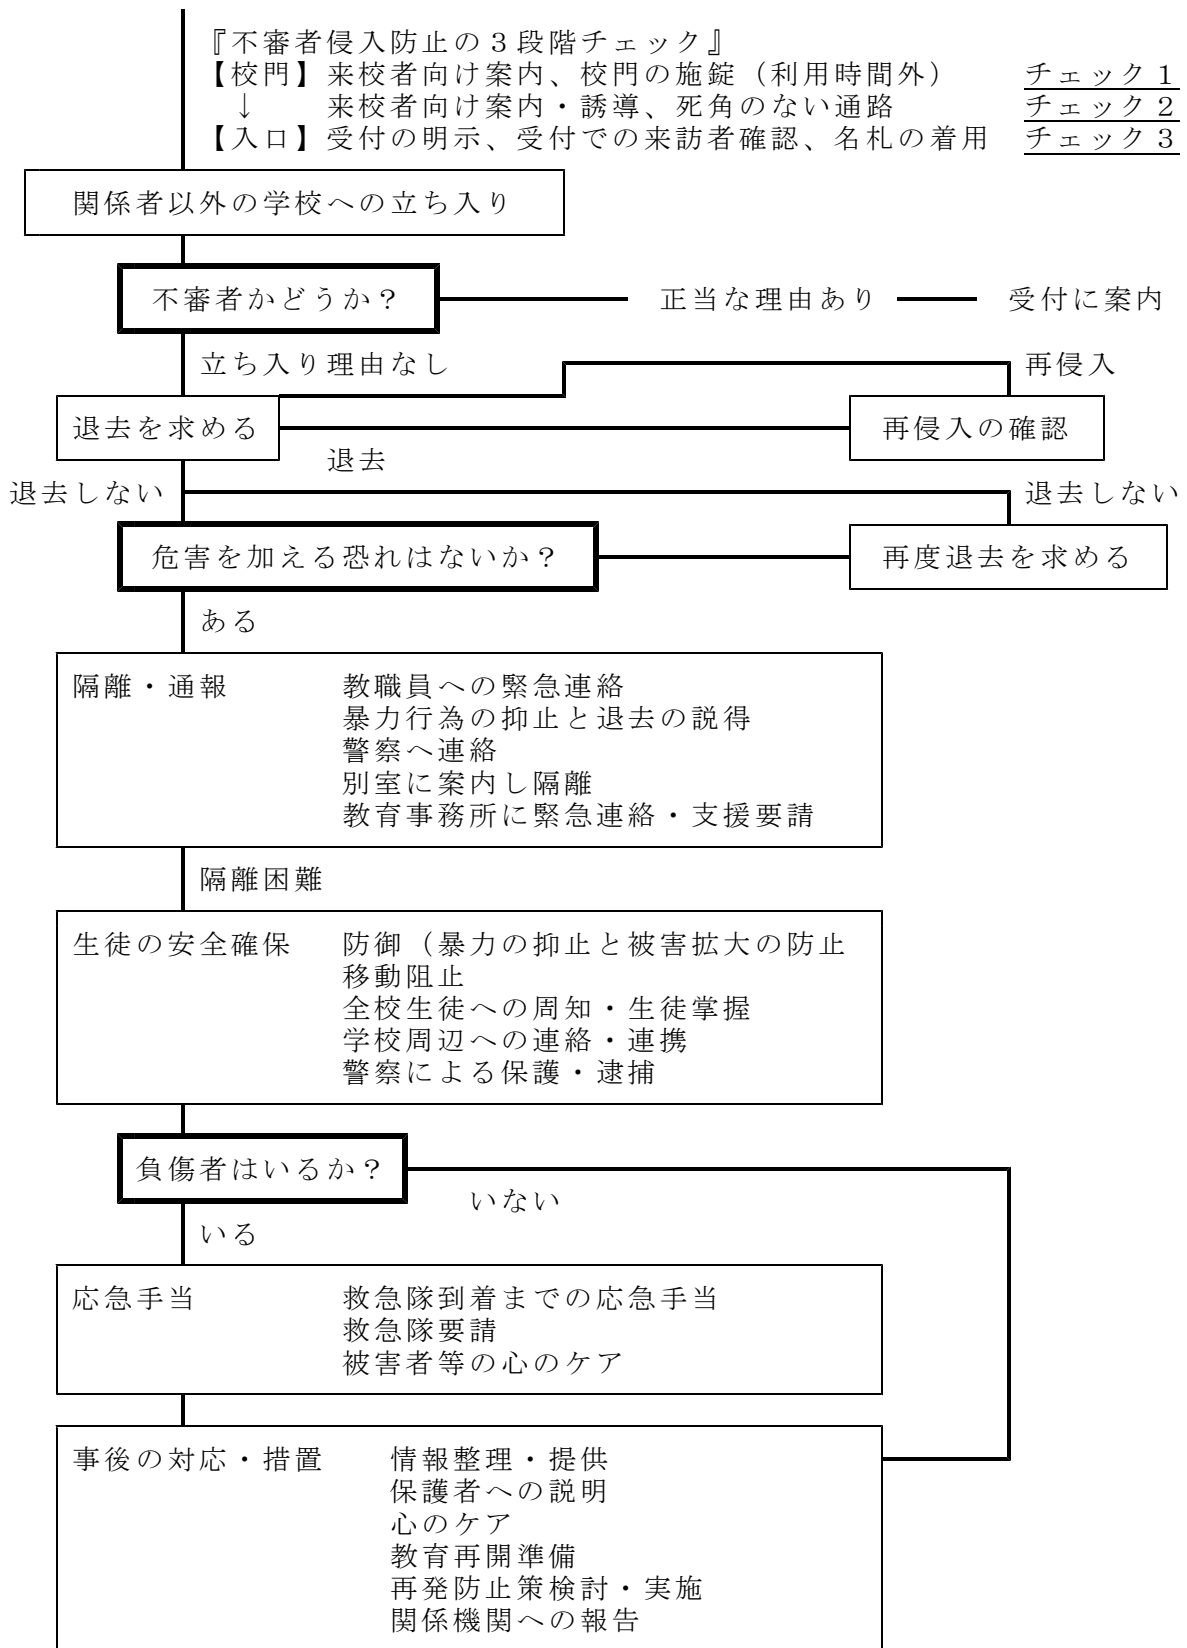 『不審者侵入防止の３段階チェック』
【校門】来校者向け案内、校門の施錠（利用時間外） チェック１
↓ 来校者向け案内・誘導、死角のない通路 チェック２
【入口】受付の明示、受付での来訪者確認、名札の着用 チェック３
関係者以外の学校への立ち入り
不審者かどうか？ 正当な理由あり 受付に案内
立ち入り理由なし 再侵入
退去を求める 再侵入の確認
退去
退去しない 退去しない
危害を加える恐れはないか？ 再度退去を求める
ある
隔離・通報 教職員への緊急連絡
暴力行為の抑止と退去の説得
警察へ連絡
別室に案内し隔離
教育事務所に緊急連絡・支援要請
隔離困難
生徒の安全確保 防御（暴力の抑止と被害拡大の防止
移動阻止
全校生徒への周知・生徒掌握
学校周辺への連絡・連携
警察による保護・逮捕
負傷者はいるか？
いない
いる
応急手当 救急隊到着までの応急手当
救急隊要請
被害者等の心のケア
事後の対応・措置 情報整理・提供
保護者への説明
心のケア
教育再開準備
再発防止策検討・実施
関係機関への報告